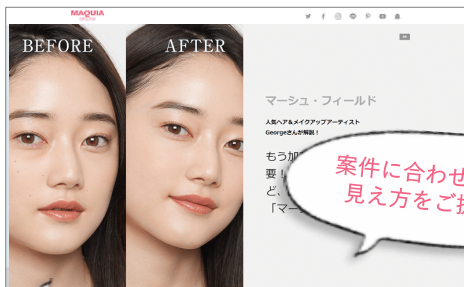 MAQUIA
BEFORE
AFTER
マーシュ・フィールド
人気ヘア&メイクアップアーティスト
Georgeさんが解説！
もう加
要！
ど、
「マー
案件に合わせ
見え方をご提